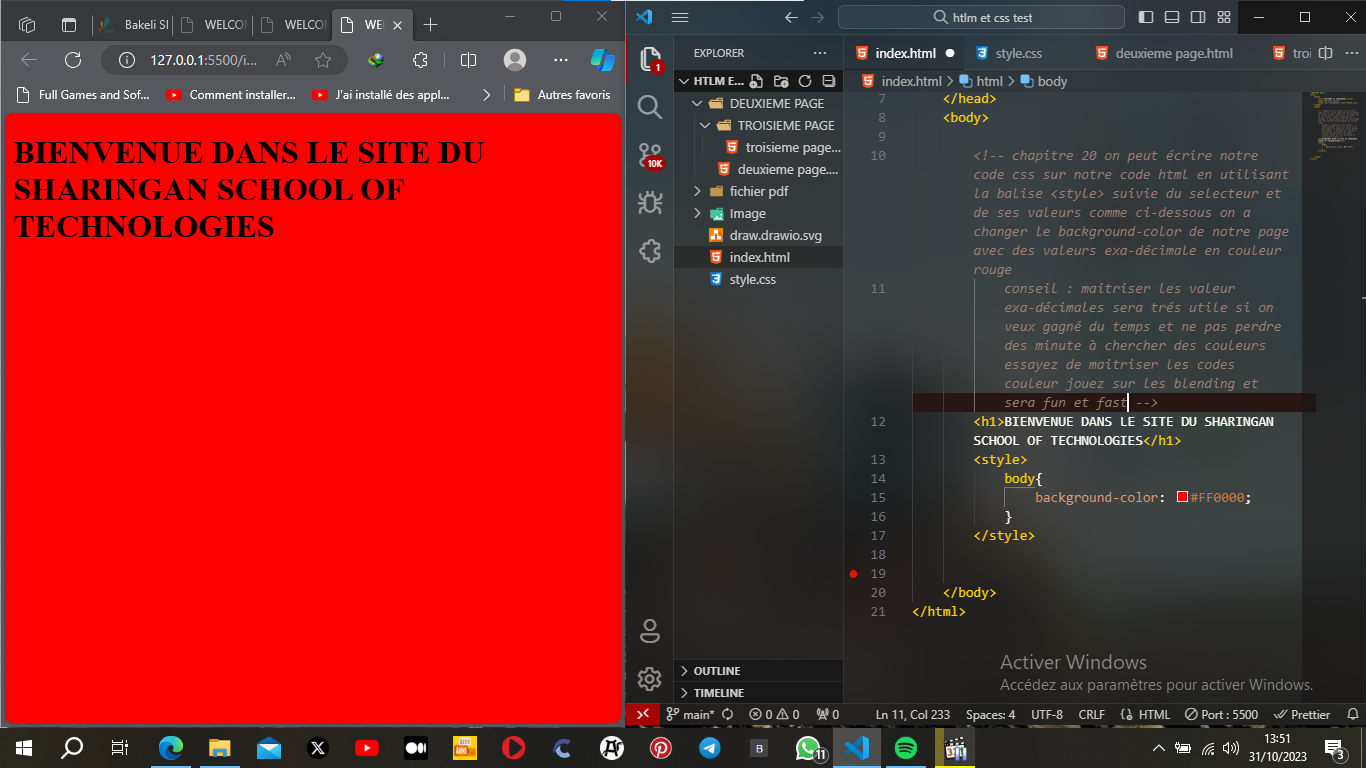 Bakeli SI
WELCOM
WELCOM
WE
127.0.0.1:5500/i...
Full Games and Sof...
Comment installer...
J'ai installé des appl...
Autres favoris
BIENVENUE DANS LE SITE DU
SHARINGAN SCHOOL OF
TECHNOLOGIES
htlm et css test
EXPLORER
HTLM E...
DEUXIEME PAGE
TROISIEME PAGE
troisieme page...
deuxieme page....
fichier pdf
Image
draw.drawio.svg
index.html
style.css
OUTLINE
TIMELINE
1
10K
index.html
style.css
deuxieme page.html
troi
index.html > html > body
7 </head>
8 <body>
9
10 <!-- chapitre 20 on peut écrire notre
code css sur notre code html en utilisant
la balise <style> suivie du selecteur et
de ses valeurs comme ci-dessous on a
changer le background-color de notre page
avec des valeurs exa-décimale en couleur
rouge
11 conseil : maitriser les valeur
exa-décimales sera trés utile si on
veux gagné du temps et ne pas perdre
des minute à chercher des couleurs
essayez de maitriser les codes
couleur jouez sur les blending et
sera fun et fast -->
12 <h1>BIENVENUE DANS LE SITE DU SHARINGAN
SCHOOL OF TECHNOLOGIES</h1>
13 <style>
14 body{
15 background-color: #FF0000;
16 }
17 </style>
18
19
20 </body>
21 </html>
Activer Windows
Accédez aux paramètres pour activer Windows.
main* 0 0 0 Ln 11, Col 233 Spaces: 4 UTF-8 CRLF HTML Port : 5500 Prettier
11
13:51
31/10/2023
3